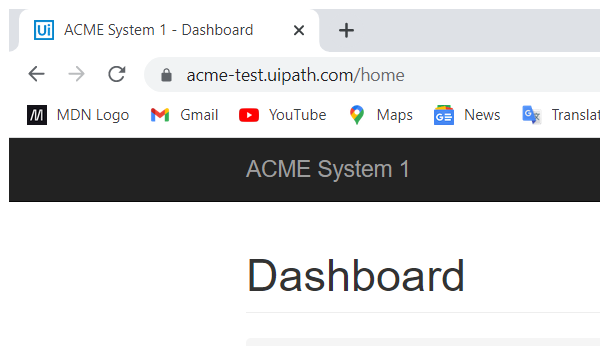 Ui ACME System 1 - Dashboard
acme-test.uipath.com/home
M MDN Logo Gmail YouTube Maps News Translat
ACME System 1
Dashboard